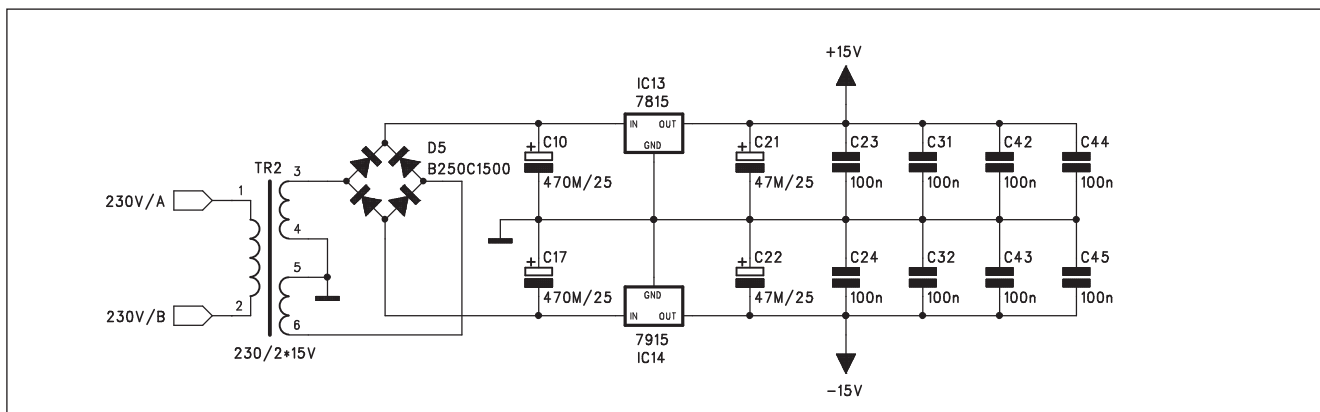 +15V
IC13
7815
IN OUT
GND
D5
B250C1500
+ C10
470M/25
+ C21
47M/25
C23
100n
C31
100n
C42
100n
C44
100n
TR2
3
1
230V/A
4
5
2
230V/B
6
230/2*15V
+ C17
470M/25
GND
IN OUT
7915
IC14
+ C22
47M/25
C24
100n
C32
100n
C43
100n
C45
100n
-15V